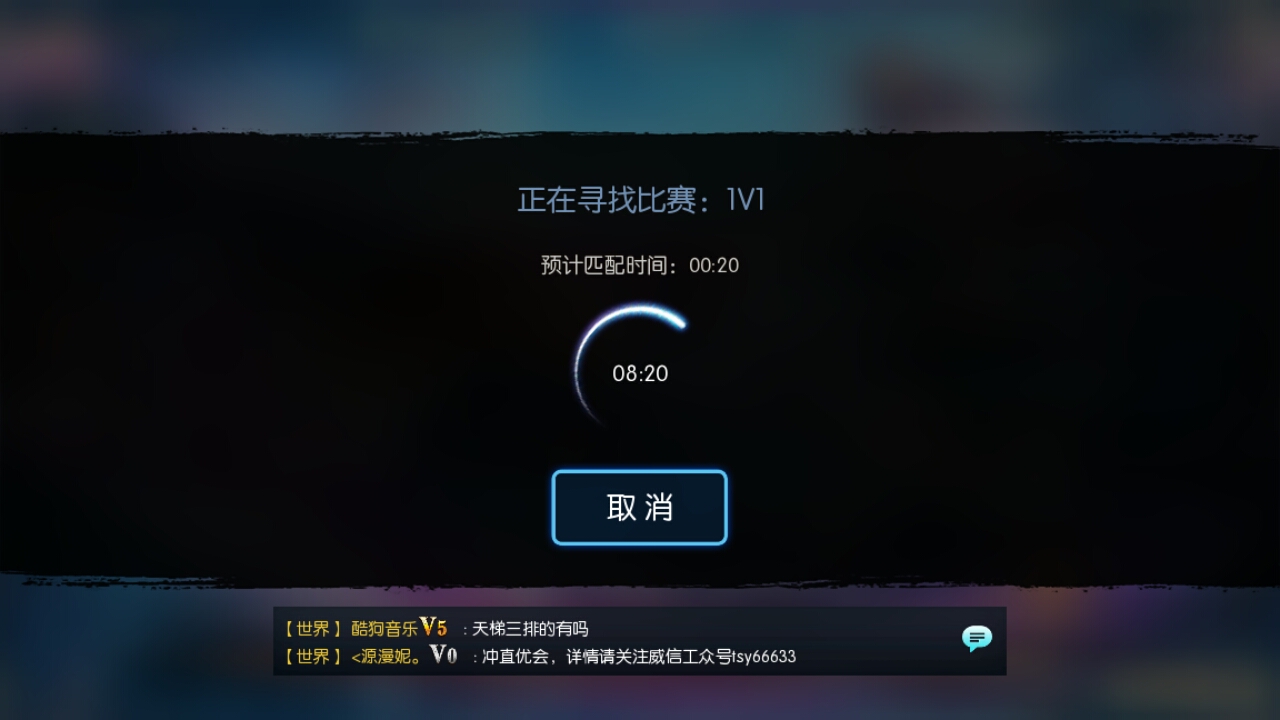 正在寻找比赛：1V1
预计匹配时间：00:20
08:20
取消
【世界】酷狗音乐V5：天梯三排的有吗
【世界】<源漫妮。V0：冲直优会，详情请关注威信工众号tsy66633